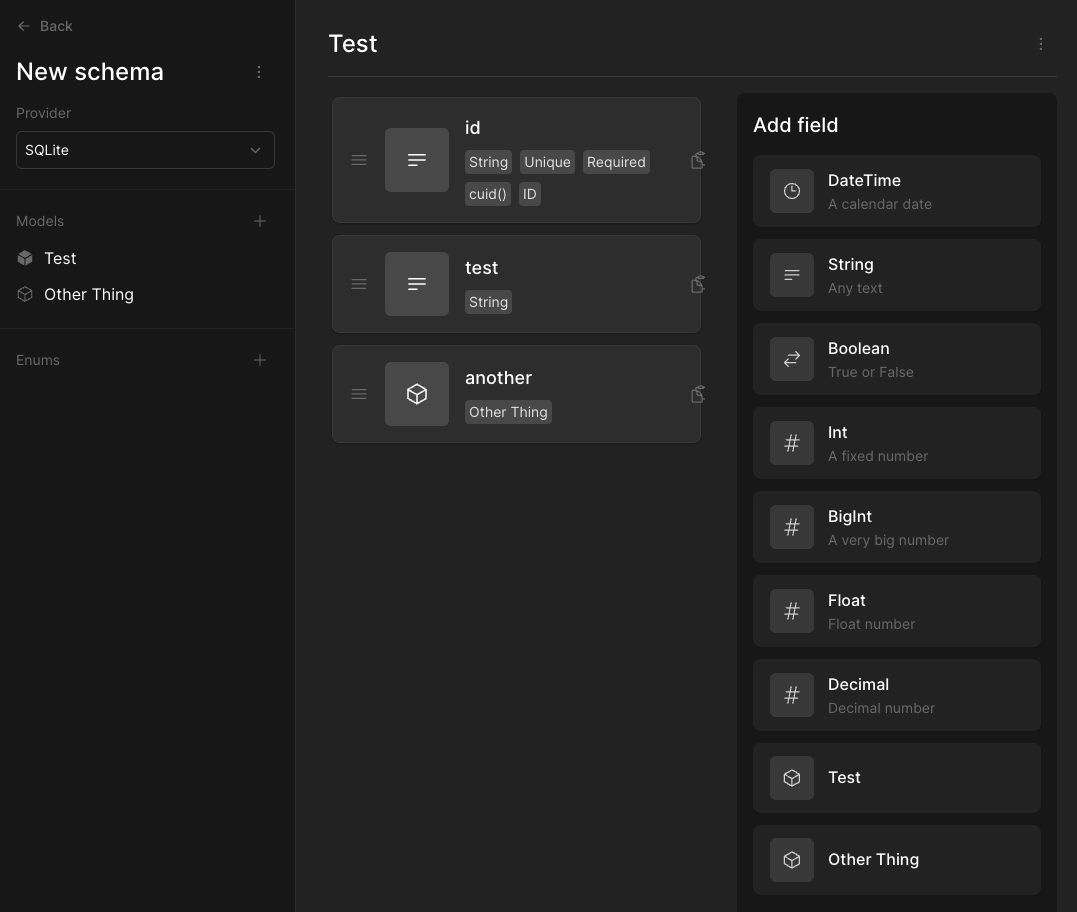 Back
New schema
Provider
SQLite
Models
Test
Other Thing
Enums
Test
id
String Unique Required
cuid() ID
test
String
another
Other Thing
Add field
DateTime
A calendar date
String
Any text
Boolean
True or False
Int
A fixed number
BigInt
A very big number
Float
Float number
Decimal
Decimal number
Test
Other Thing